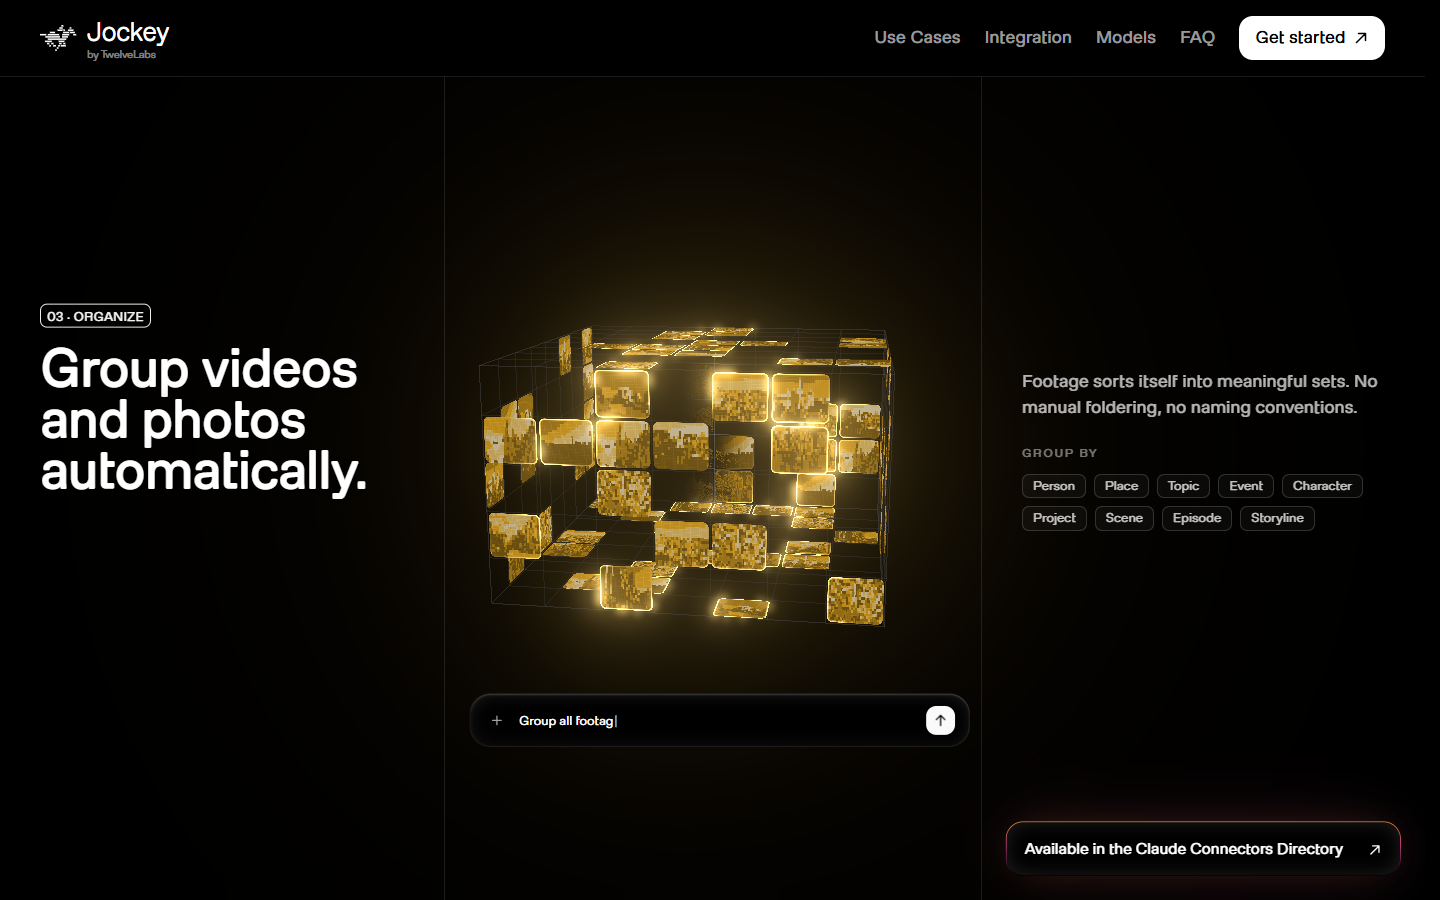 Jockey
by TwelveLabs
Use Cases
Integration
Models
FAQ
Get started
03 · ORGANIZE
Group videos
and photos
automatically.
Group all footag
Footage sorts itself into meaningful sets. No
manual foldering, no naming conventions.
GROUP BY
Person
Place
Topic
Event
Character
Project
Scene
Episode
Storyline
Available in the Claude Connectors Directory